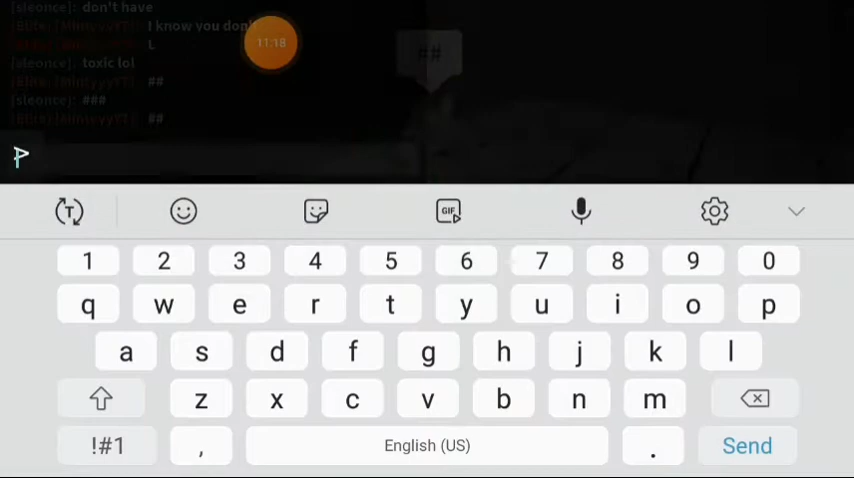 [sleonce]: don't have
I know you don't
11:18
L
[sleonce]: toxic lol
##
##
[sleonce]: ###
##
P
T
GIF
1 2 3 4 5 6 7 8 9 0
q w e r t y u i o p
a s d f g h j k l
z x c v b n m
!#1 , English (US) . Send